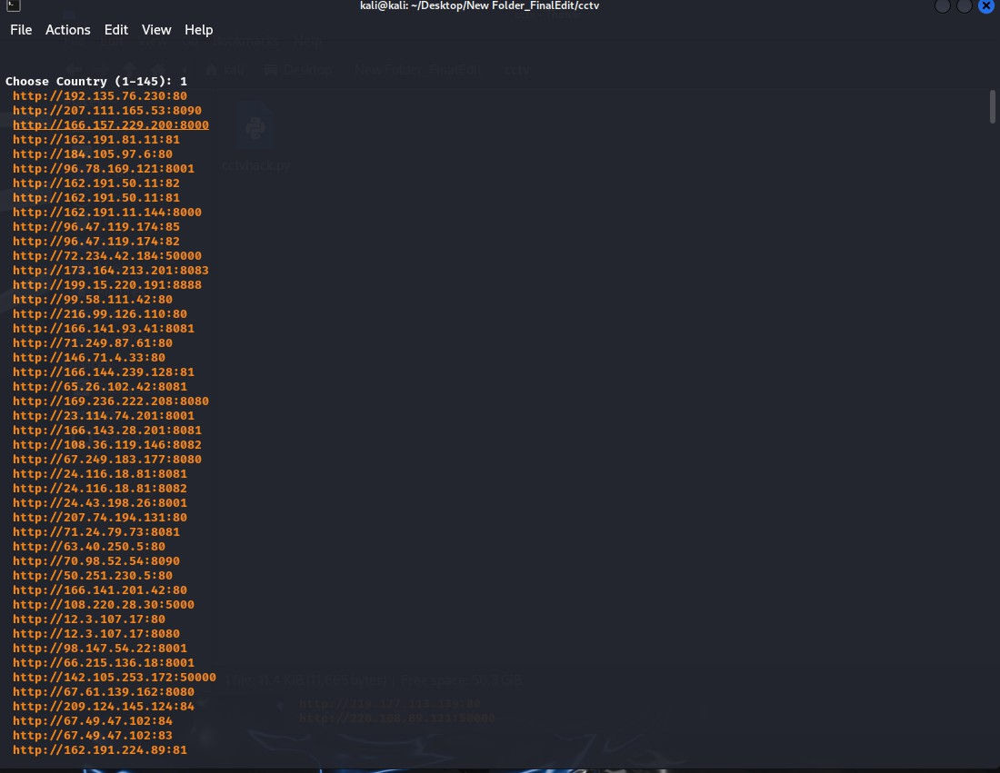 kali@kali: ~/Desktop/New Folder_FinalEdit/cctv
File Actions Edit View Help
Choose Country (1-145): 1
http://192.135.76.230:80
http://207.111.165.53:8090
http://166.157.229.200:8000
http://162.191.81.11:81
http://184.105.97.6:80
http://96.78.169.121:8001
http://162.191.50.11:82
http://162.191.50.11:81
http://162.191.11.144:8000
http://96.47.119.174:85
http://96.47.119.174:82
http://72.234.42.184:50000
http://173.164.213.201:8083
http://199.15.220.191:8888
http://99.58.111.42:80
http://216.99.126.110:80
http://166.141.93.41:8081
http://71.249.87.61:80
http://146.71.4.33:80
http://166.144.239.128:81
http://65.26.102.42:8081
http://169.236.222.208:8080
http://23.114.74.201:8001
http://166.143.28.201:8081
http://108.36.119.146:8082
http://67.249.183.177:8080
http://24.116.18.81:8081
http://24.116.18.81:8082
http://24.43.198.26:8001
http://207.74.194.131:80
http://71.24.79.73:8081
http://63.40.250.5:80
http://70.98.52.54:8090
http://50.251.230.5:80
http://166.141.201.42:80
http://108.220.28.30:5000
http://12.3.107.17:80
http://12.3.107.17:8080
http://98.147.54.22:8001
http://66.215.136.18:8001
http://142.105.253.172:50000
http://67.61.139.162:8080
http://209.124.145.124:84
http://67.49.47.102:84
http://67.49.47.102:83
http://162.191.224.89:81